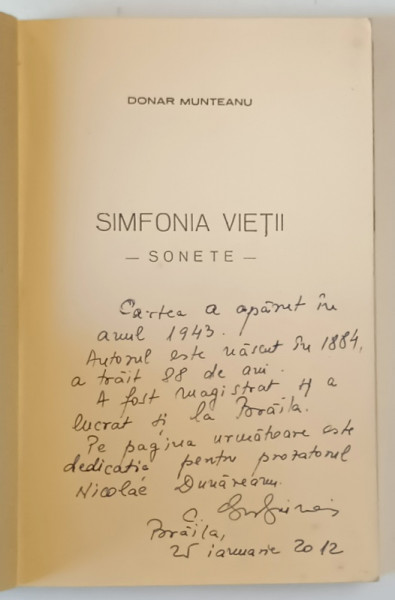 DONAR MUNTEANU
SIMFONIA VIEȚII
— SONETE —
Cartea a apărut în
anul 1943.
Autorul este născut în 1884,
a trăit 88 de ani.
A fost magistrat și a
lucrat și la Brăila.
Pe pagina următoare este
dedicația pentru prozatorul
Nicolae Dunăreanu.
C.
Brăila,
25 ianuarie 2012